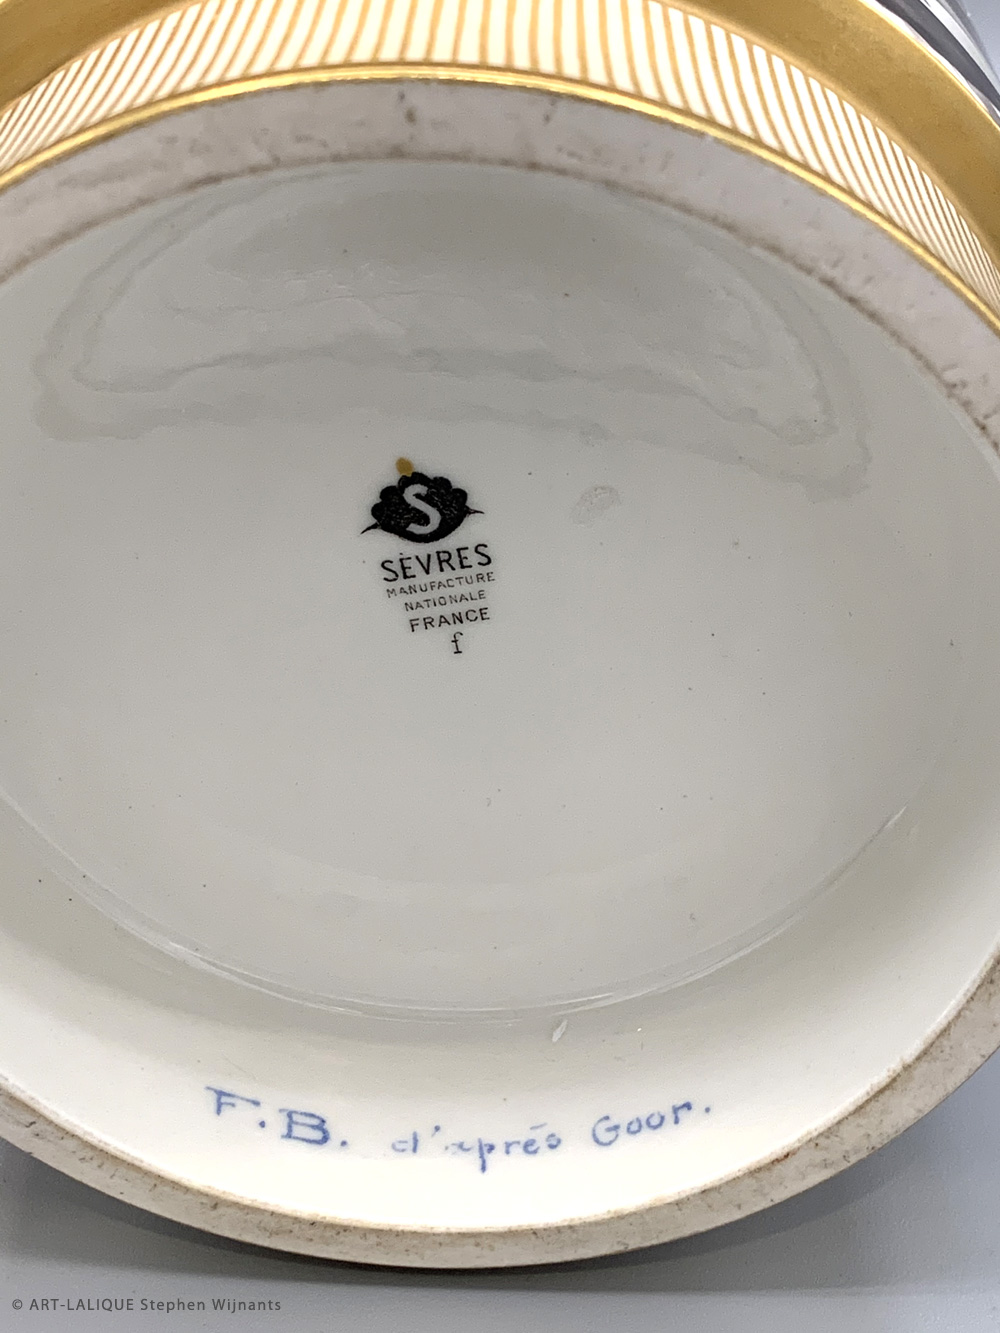 S
SÈVRES
MANUFACTURE
NATIONALE
FRANCE
f
F.B. d'aprés Goor.
© ART-LALIQUE Stephen Wijnants